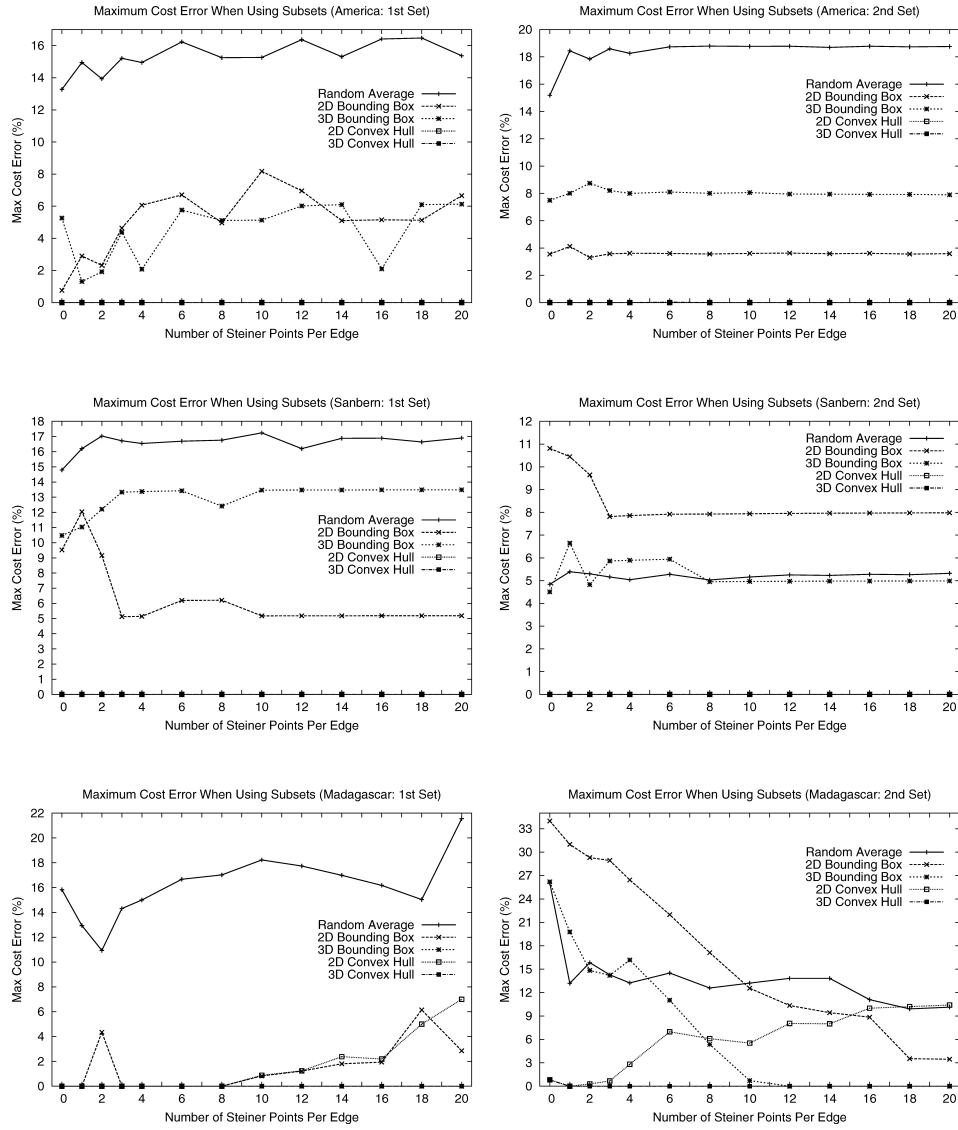 Maximum Cost Error When Using Subsets (America: 1st Set)
Max Cost Error (%)
16
14
12
10
8
6
4
2
0
Random Average
2D Bounding Box
3D Bounding Box
2D Convex Hull
3D Convex Hull
0 2 4 6 8 10 12 14 16 18 20
Number of Steiner Points Per Edge
Maximum Cost Error When Using Subsets (America: 2nd Set)
Max Cost Error (%)
20
18
16
14
12
10
8
6
4
2
0
Random Average
2D Bounding Box
3D Bounding Box
2D Convex Hull
3D Convex Hull
0 2 4 6 8 10 12 14 16 18 20
Number of Steiner Points Per Edge
Maximum Cost Error When Using Subsets (Sanbern: 1st Set)
Max Cost Error (%)
18
17
16
15
14
13
12
11
10
9
8
7
6
5
4
3
2
1
0
Random Average
2D Bounding Box
3D Bounding Box
2D Convex Hull
3D Convex Hull
0 2 4 6 8 10 12 14 16 18 20
Number of Steiner Points Per Edge
Maximum Cost Error When Using Subsets (Sanbern: 2nd Set)
Max Cost Error (%)
12
11
10
9
8
7
6
5
4
3
2
1
0
Random Average
2D Bounding Box
3D Bounding Box
2D Convex Hull
3D Convex Hull
0 2 4 6 8 10 12 14 16 18 20
Number of Steiner Points Per Edge
Maximum Cost Error When Using Subsets (Madagascar: 1st Set)
Max Cost Error (%)
22
20
18
16
14
12
10
8
6
4
2
0
Random Average
2D Bounding Box
3D Bounding Box
2D Convex Hull
3D Convex Hull
0 2 4 6 8 10 12 14 16 18 20
Number of Steiner Points Per Edge
Maximum Cost Error When Using Subsets (Madagascar: 2nd Set)
Max Cost Error (%)
33
30
27
24
21
18
15
12
9
6
3
0
Random Average
2D Bounding Box
3D Bounding Box
2D Convex Hull
3D Convex Hull
0 2 4 6 8 10 12 14 16 18 20
Number of Steiner Points Per Edge